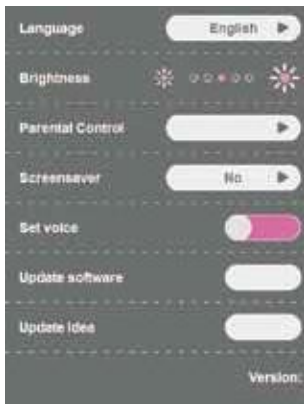 Language English
Brightness
Parental Control
Screensaver No
Set voice
Update software
Update Idea
Version: